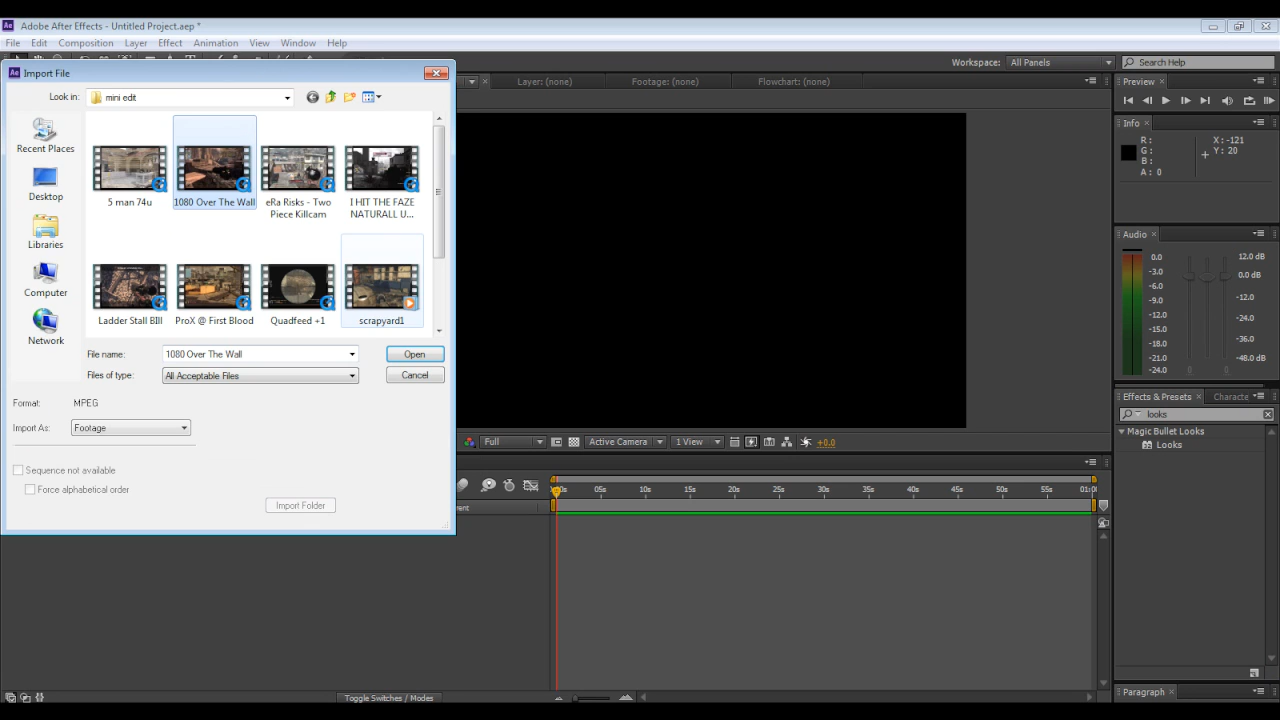 Ae Adobe After Effects - Untitled Project.aep *
File Edit Composition Layer Effect Animation View Window Help
Workspace: All Panels Search Help
Ae Import File
Look in: mini edit
Layer: (none) Footage: (none) Flowchart: (none)
Preview
Info
R: X: -121
G: Y: 20
B:
A: 0
Recent Places
Desktop
Libraries
Computer
Network
5 man 74u
1080 Over The Wall
eRa Risks - Two
Piece Killcam
I HIT THE FAZE
NATURALL U...
Ladder Stall BIll
ProX @ First Blood
Quadfeed +1
scrapyard1
File name: 1080 Over The Wall Open
Files of type: All Acceptable Files Cancel
Format: MPEG
Import As: Footage
Sequence not available
Force alphabetical order
Import Folder
Audio
0.0 12.0 dB
-3.0
-6.0 0.0 dB
-9.0
-12.0 -12.0
-15.0 -24.0
-18.0 -36.0
-21.0 -48.0 dB
-24.0 0 0
Effects & Presets Characte
looks
Magic Bullet Looks
Looks
Full Active Camera 1 View +0.0
05s 10s 15s 20s 25s 30s 35s 40s 45s 50s 55s
Toggle Switches / Modes
Paragraph